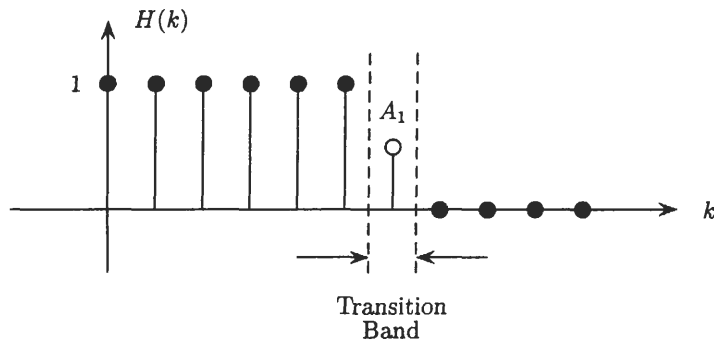 H(k)
1
A₁
k
Transition
Band